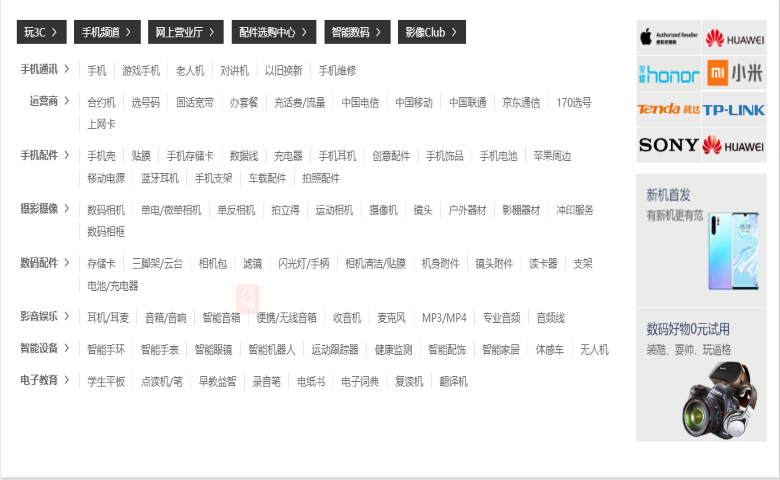 玩3C > 手机频道 > 网上营业厅 > 配件选购中心 > 智能数码 > 影像Club >
手机通讯 > 手机 游戏手机 老人机 对讲机 以旧换新 手机维修
运营商 > 合约机 选号码 固话宽带 办套餐 充话费/流量 中国电信 中国移动 中国联通 京东通信 170选号
上网卡
手机配件 > 手机壳 贴膜 手机存储卡 数据线 充电器 手机耳机 创意配件 手机饰品 手机电池 苹果周边
移动电源 蓝牙耳机 手机支架 车载配件 拍照配件
摄影摄像 > 数码相机 单电/微单相机 单反相机 拍立得 运动相机 摄像机 镜头 户外器材 影棚器材 冲印服务
数码相框
数码配件 > 存储卡 三脚架/云台 相机包 滤镜 闪光灯/手柄 相机清洁/贴膜 机身附件 镜头附件 读卡器 支架
电池/充电器
影音娱乐 > 耳机/耳麦 音箱/音响 智能音箱 便携/无线音箱 收音机 麦克风 MP3/MP4 专业音频 音频线
智能设备 > 智能手环 智能手表 智能眼镜 智能机器人 运动跟踪器 健康监测 智能配饰 智能家居 体感车 无人机
电子教育 > 学生平板 点读机/笔 早教益智 录音笔 电纸书 电子词典 复读机 翻译机
Authorized Reseller
HUAWEI
荣耀 honor
小米
Tenda 腾达
TP-LINK
SONY
HUAWEI
新机首发
有新机更有范
数码好物0元试用
装酷、耍帅、玩逼格